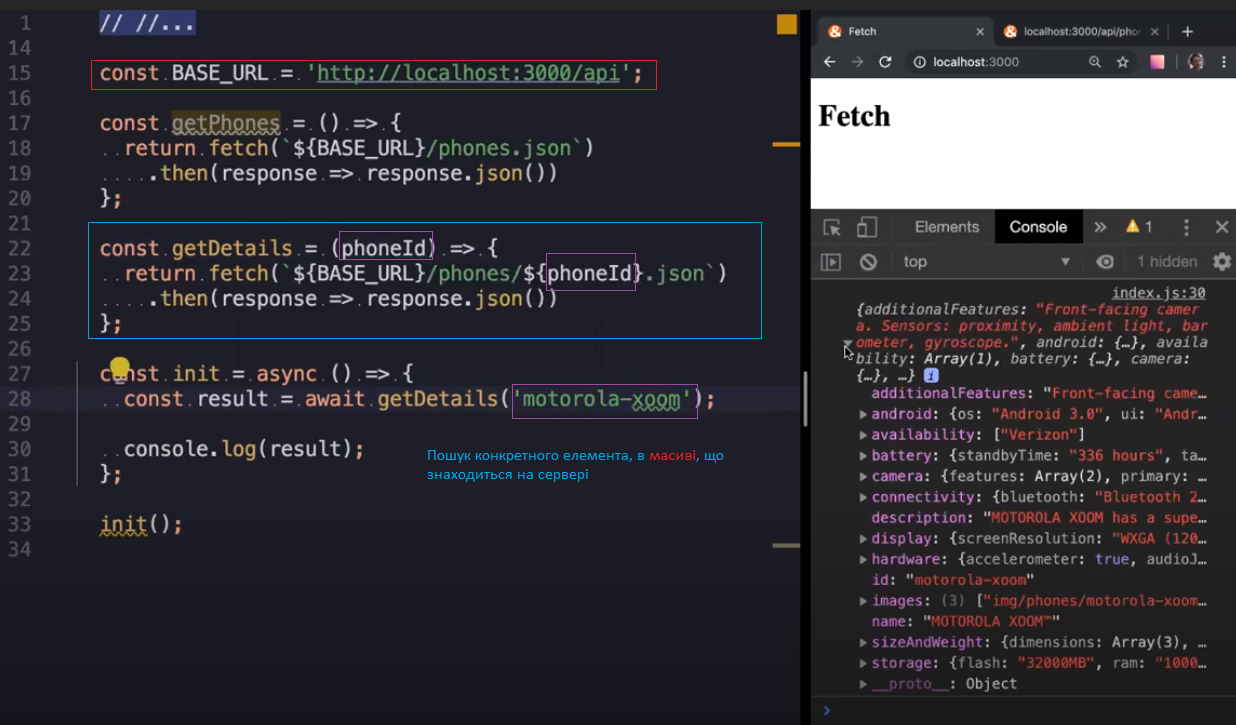 1 // //...
14
15 const BASE_URL = 'http://localhost:3000/api';
16
17 const getPhones = () => {
18 return fetch(`${BASE_URL}/phones.json`)
19 .then(response => response.json())
20 };
21
22 const getDetails = (phoneId) => {
23 return fetch(`${BASE_URL}/phones/${phoneId}.json`)
24 .then(response => response.json())
25 };
26
27 const init = async () => {
28 const result = await getDetails('motorola-xoom');
29
30 console.log(result);
31 };
32
33 init();
34
Пошук конкретного елемента, в масиві, що
знаходиться на сервері
Fetch
localhost:3000/api/phon
localhost:3000
Fetch
Elements Console » 1
top 1 hidden
index.js:30
{additionalFeatures: "Front-facing camer
a. Sensors: proximity, ambient light, bar
ometer, gyroscope.", android: {…}, availa
bility: Array(1), battery: {…}, camera:
{…}, …} i
additionalFeatures: "Front-facing came…
android: {os: "Android 3.0", ui: "Andr…
availability: ["Verizon"]
battery: {standbyTime: "336 hours", ta…
camera: {features: Array(2), primary: …
connectivity: {bluetooth: "Bluetooth 2…
description: "MOTOROLA XOOM has a supe…
display: {screenResolution: "WXGA (120…
hardware: {accelerometer: true, audioJ…
id: "motorola-xoom"
images: (3) ["img/phones/motorola-xoom…
name: "MOTOROLA XOOM™"
sizeAndWeight: {dimensions: Array(3), …
storage: {flash: "32000MB", ram: "1000…
__proto__: Object